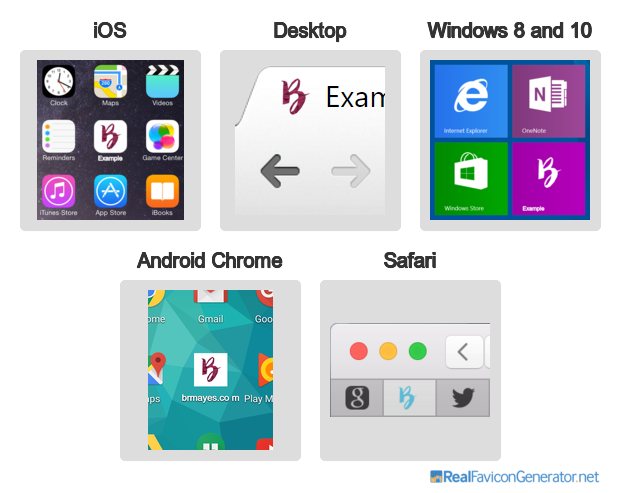 iOS
Desktop
Windows 8 and 10
Clock Maps Videos
Reminders Example Game Center
iTunes Store App Store iBooks
B
Exam
Internet Explorer OneNote
N
Windows Store Example
B
Android Chrome
Safari
ome Gmail Goo
B
aps brmayes.co m Play M
g B
RealFaviconGenerator.net